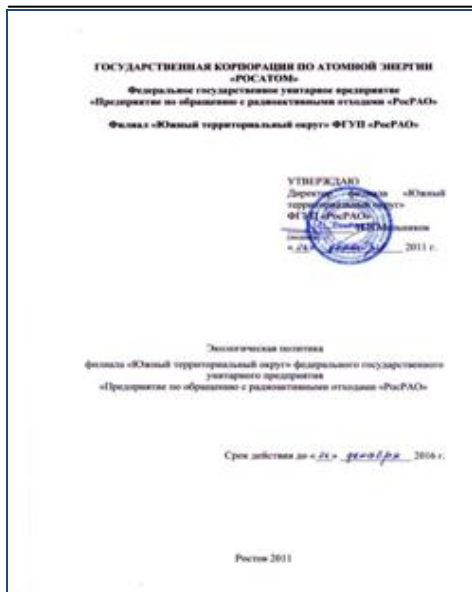 ГОСУДАРСТВЕННАЯ КОРПОРАЦИЯ ПО АТОМНОЙ ЭНЕРГИИ
«РОСАТОМ»
Федеральное государственное унитарное предприятие
«Предприятие по обращению с радиоактивными отходами «РосРАО»
Филиал «Южный территориальный округ» ФГУП «РосРАО»
УТВЕРЖДАЮ
Директор филиала «Южный
территориальный округ»
ФГУП «РосРАО»
2011 г.
Экологическая политика
филиала «Южный территориальный округ» федерального государственного
унитарного предприятия
«Предприятие по обращению с радиоактивными отходами «РосРАО»
Срок действия до « » декабря 2016 г.
Ростов 2011